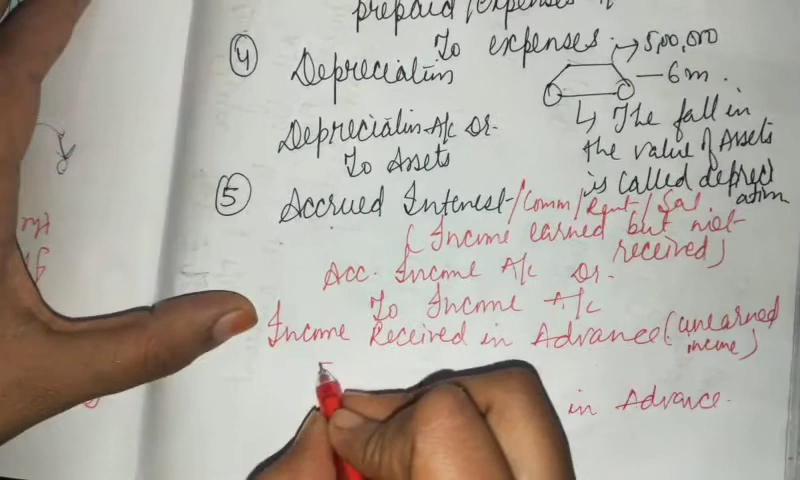 prepaid expenses
To expenses.
④ Depreciation
→ 5,00,000
— 6m.
Depreciation A/c Dr.
To Assets
↳ The fall in
the value of Assets
is called depreciation
⑤ Accrued Interest/Comm/Rent/Sal
(Income earned but not
received)
Acc. Income A/c Dr.
To Income A/c
Income Received in Advance (unearned
income)
in Advance.